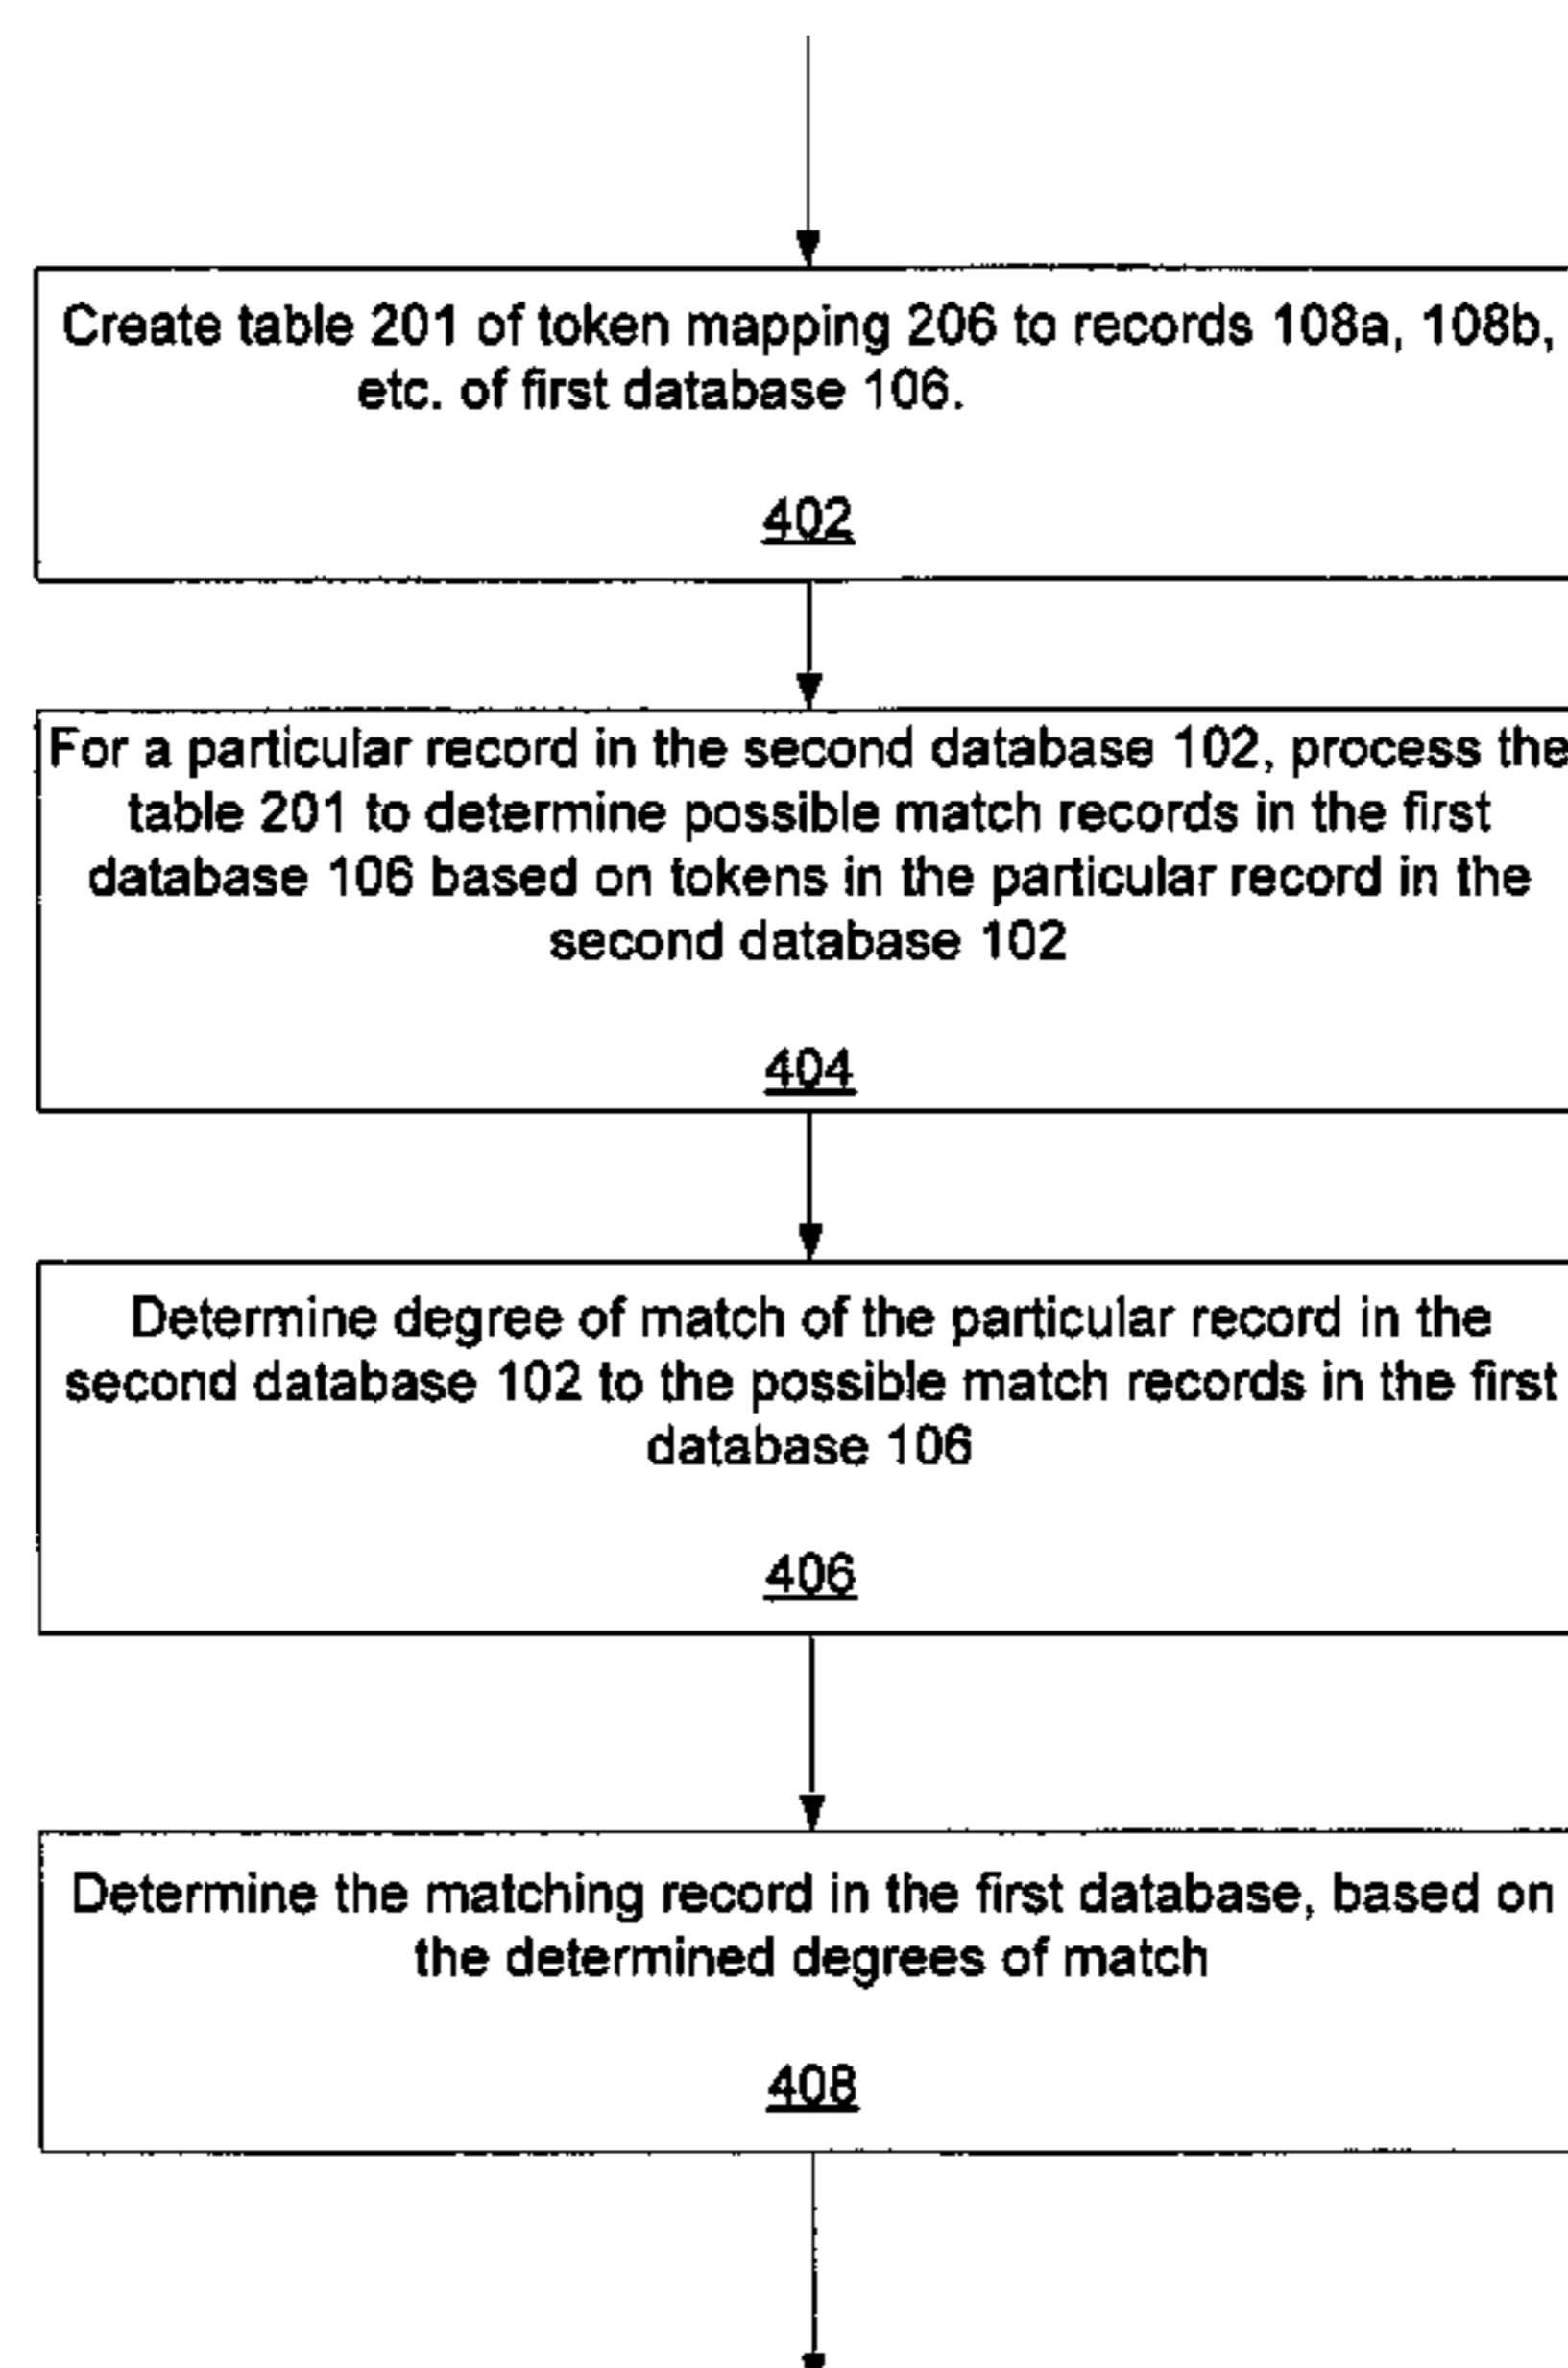 Create table 201 of token mapping 206 to records 108a, 108b,
etc. of first database 106.
402
For a particular record in the second database 102, process the
table 201 to determine possible match records in the first
database 106 based on tokens in the particular record in the
second database 102
404
Determine degree of match of the particular record in the
second database 102 to the possible match records in the first
database 106
406
Determine the matching record in the first database, based on
the determined degrees of match
408